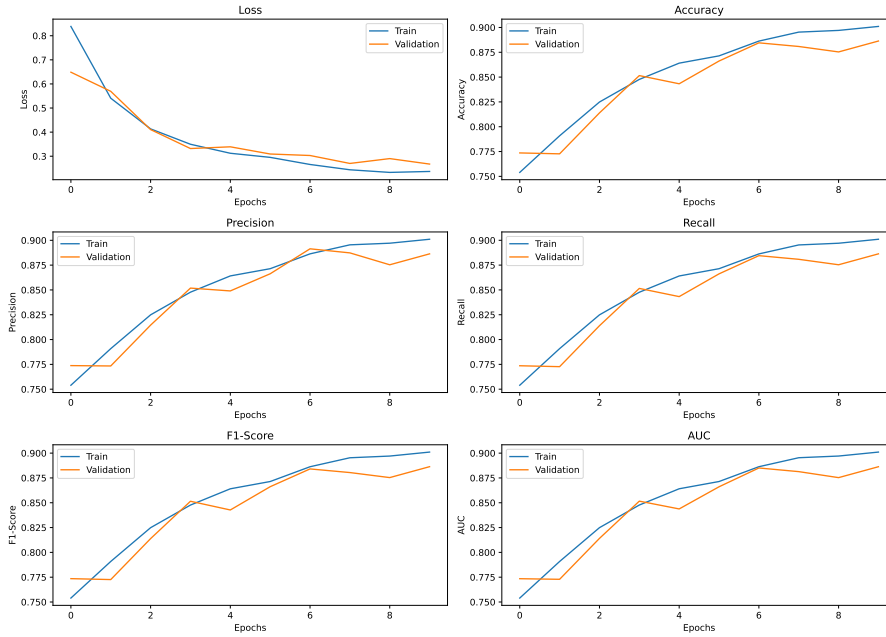 Loss
Train
Validation
0.8
0.7
0.6
0.5
0.4
0.3
Loss
0 2 4 6 8
Epochs
Accuracy
Train
Validation
0.900
0.875
0.850
0.825
0.800
0.775
0.750
Accuracy
0 2 4 6 8
Epochs
Precision
Train
Validation
0.900
0.875
0.850
0.825
0.800
0.775
0.750
Precision
0 2 4 6 8
Epochs
Recall
Train
Validation
0.900
0.875
0.850
0.825
0.800
0.775
0.750
Recall
0 2 4 6 8
Epochs
F1-Score
Train
Validation
0.900
0.875
0.850
0.825
0.800
0.775
0.750
F1-Score
0 2 4 6 8
Epochs
AUC
Train
Validation
0.900
0.875
0.850
0.825
0.800
0.775
0.750
AUC
0 2 4 6 8
Epochs